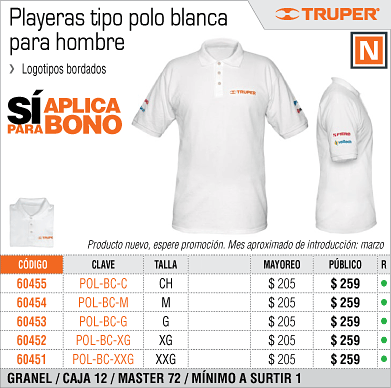 Playeras tipo polo blanca
para hombre
TRUPER®
N
› Logotipos bordados
SÍ APLICA
PARA BONO
TRUPER
Producto nuevo, espere promoción. Mes aproximado de introducción: marzo
CÓDIGO CLAVE TALLA MAYOREO PÚBLICO R
60455 POL-BC-C CH $ 205 $ 259
60454 POL-BC-M M $ 205 $ 259
60453 POL-BC-G G $ 205 $ 259
60452 POL-BC-XG XG $ 205 $ 259
60451 POL-BC-XXG XXG $ 205 $ 259
GRANEL / CAJA 12 / MASTER 72 / MÍNIMO A SURTIR 1